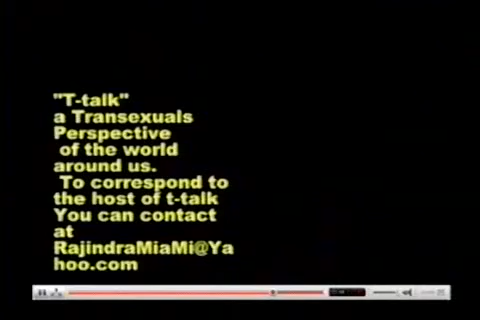 "T-talk"
a Transexuals
Perspective
of the world
around us.
To correspond to
the host of t-talk
You can contact
at
RajindraMiaMi@Ya
hoo.com